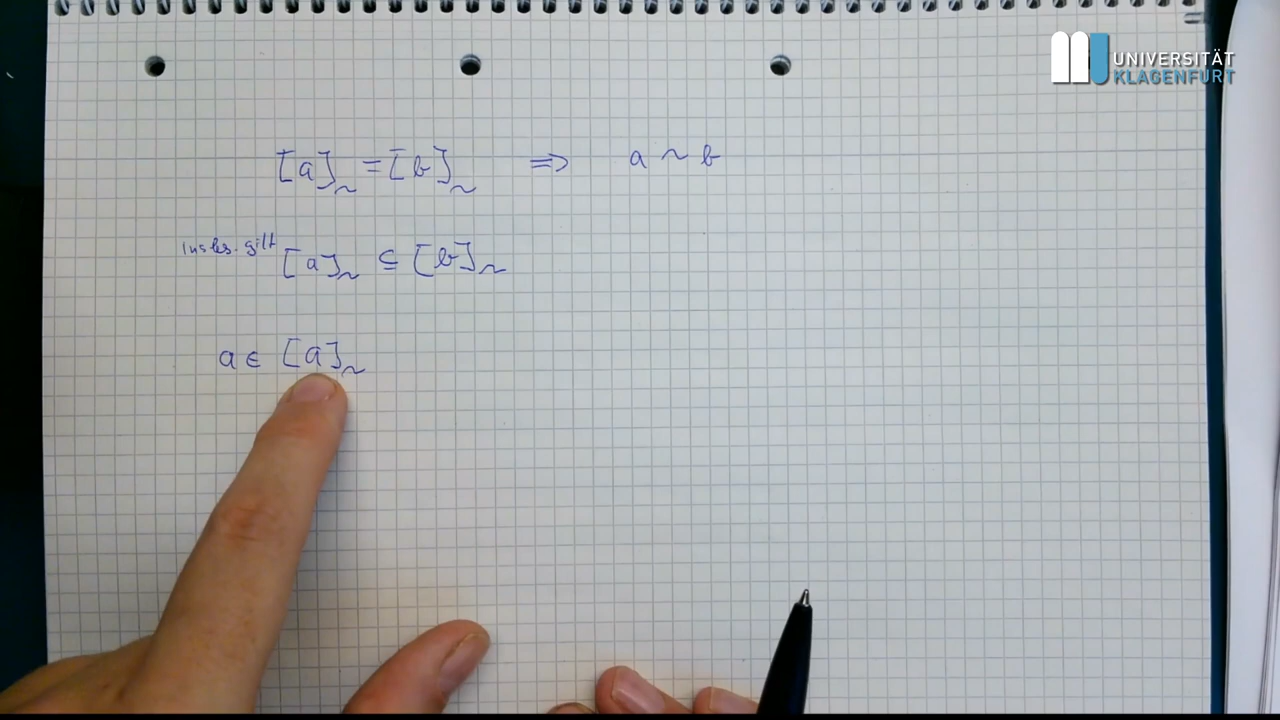 UNIVERSITÄT
KLAGENFURT
[a]~ = [b]~ ⇒ a ~ b
insbes. gilt [a]~ ⊆ [b]~
a ∈ [a]~